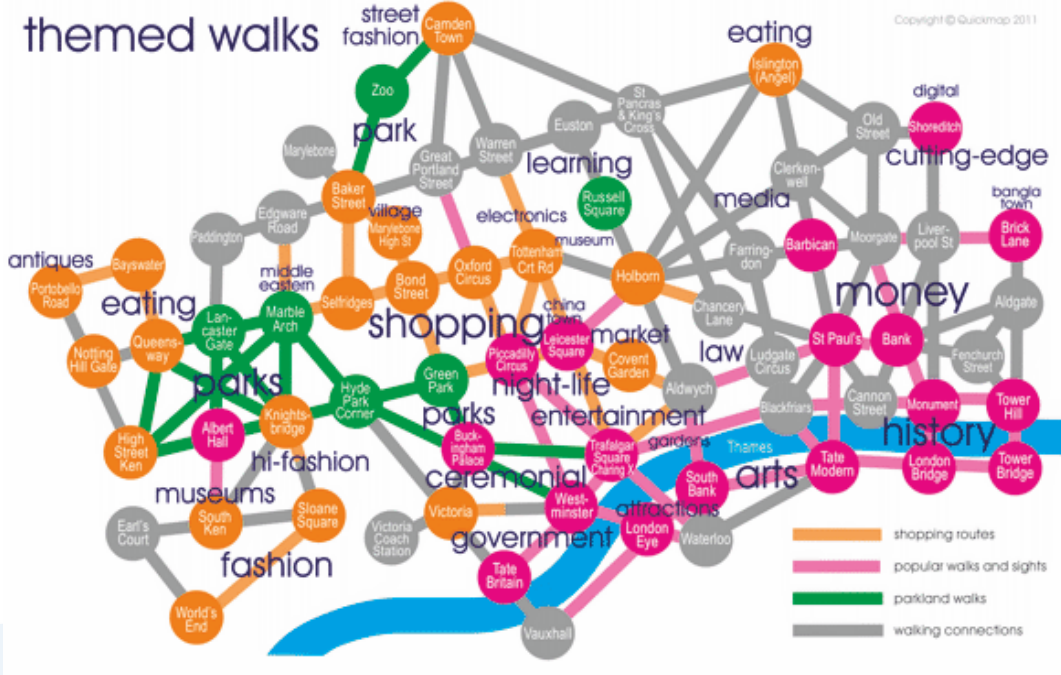 themed walks
street
fashion
Camden
Town
Copyright © Quickmap 2011
eating
Islington
(Angel)
Zoo
St
Pancras
& King's
Cross
digital
Shoreditch
cutting-edge
park
Marylebone
Euston
Old
Street
Warren
Street
Great
Portland
Street
learning
Clerken-
well
Baker
Street
village
Marylebone
High St
Russell
Square
media
bangla
town
Brick
Lane
Edgware
Road
electronics
museum
Paddington
Tottenham
Crt Rd
Farring-
don
Barbican
Moorgate
Liver-
pool St
antiques
Bayswater
Portobello
Road
middle
eastern
Oxford
Circus
Holborn
Bond
Street
Selfridges
eating
Marble
Arch
Lan-
caster
Gate
shopping
china
town
Leicester
Square
market
Chancery
Lane
money
Aldgate
Queens-
way
Notting
Hill Gate
Piccadilly
Circus
Covent
Garden
law
Ludgate
Circus
St Paul's
Bank
Fenchurch
Street
parks
Hyde
Park
Corner
Green
Park
night-life
Aldwych
Blackfriars
Cannon
Street
Monument
Tower
Hill
parks
entertainment
Albert
Hall
Knights-
bridge
High
Street
Ken
Buck-
ingham
Palace
Trafalgar
Square
Charing X
gardens
Thames
history
hi-fashion
ceremonial
South
Bank
arts
Tate
Modern
London
Bridge
Tower
Bridge
museums
South
Ken
Sloane
Square
Victoria
West-
minster
attractions
Earl's
Court
Victoria
Coach
Station
government
London
Eye
Waterloo
shopping routes
fashion
Tate
Britain
popular walks and sights
World's
End
parkland walks
Vauxhall
walking connections